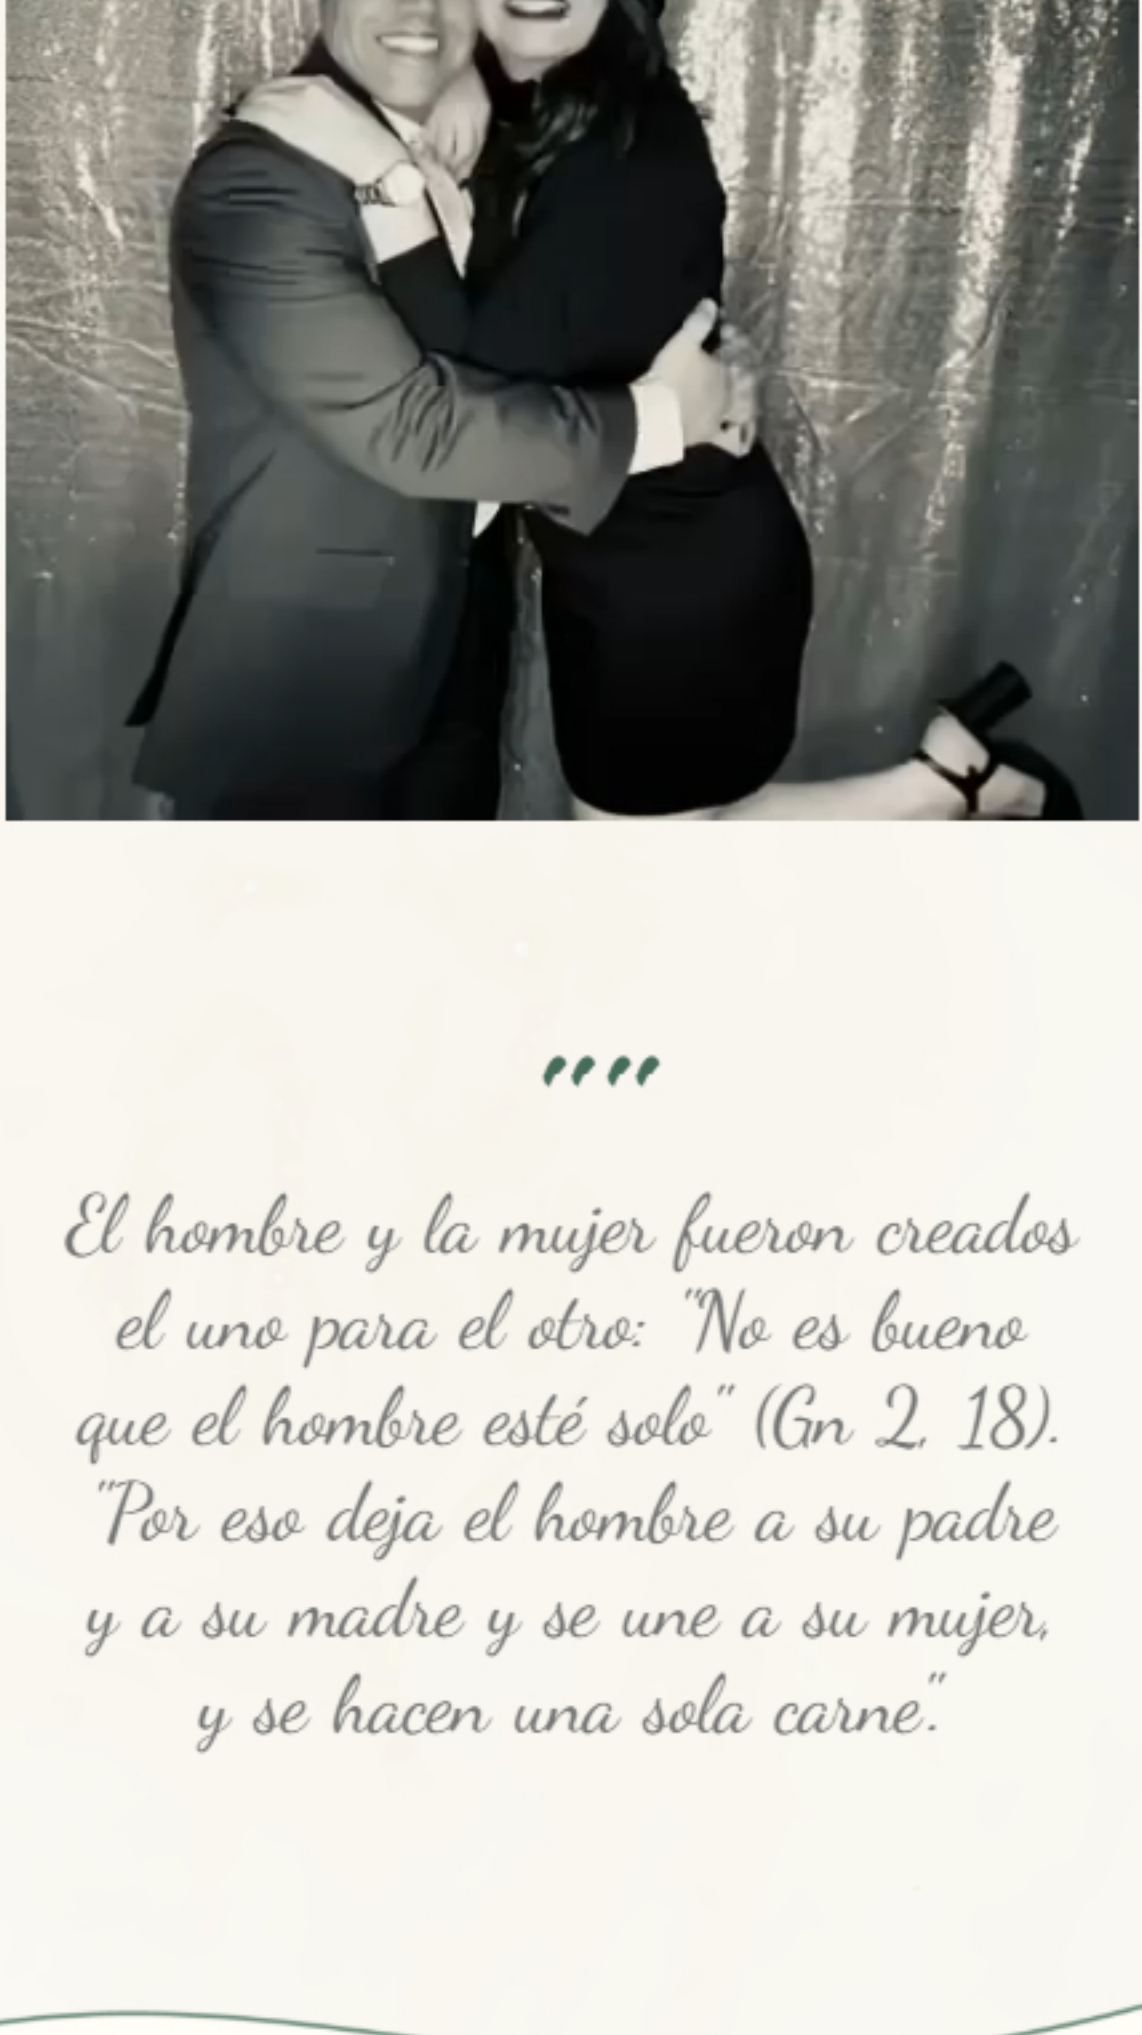 El hombre y la mujer fueron creados
el uno para el otro: "No es bueno
que el hombre esté solo" (Gn 2, 18).
"Por eso deja el hombre a su padre
y a su madre y se une a su mujer,
y se hacen una sola carne."